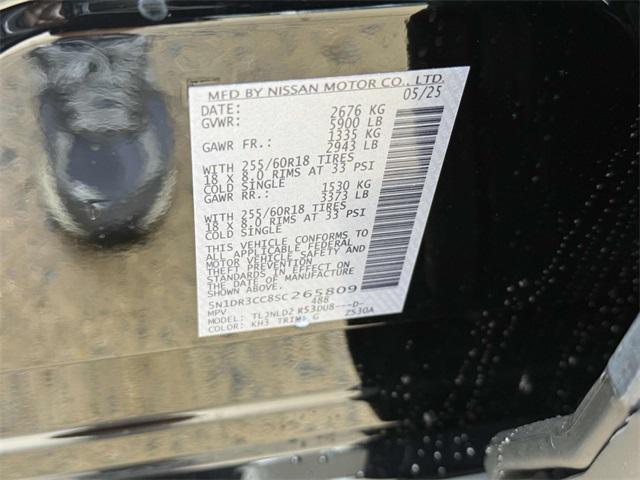 MFD BY NISSAN MOTOR CO., LTD.
DATE: 05/25
GVWR: 2676 KG
5900 LB
GAWR FR.: 1335 KG
2943 LB
WITH 255/60R18 TIRES
18 X 8.0 RIMS AT 33 PSI
COLD SINGLE
GAWR RR.: 1530 KG
3373 LB
WITH 255/60R18 TIRES
18 X 8.0 RIMS AT 33 PSI
COLD SINGLE
THIS VEHICLE CONFORMS TO
ALL APPLICABLE FEDERAL
MOTOR VEHICLE SAFETY AND
THEFT PREVENTION
STANDARDS IN EFFECT ON
THE DATE OF MANUFACTURE
SHOWN ABOVE.
5N1DR3CC8SC265809
MPV 488
MODEL: TL2NLD2 R53DU8---D-
COLOR: KH3 TRIM: G ZS30A